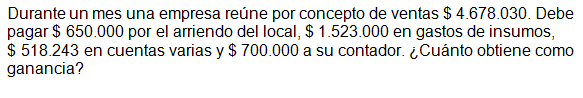 Durante un mes una empresa reúne por concepto de ventas $ 4.678.030. Debe
pagar $ 650.000 por el arriendo del local, $ 1.523.000 en gastos de insumos,
$ 518.243 en cuentas varias y $ 700.000 a su contador. ¿Cuánto obtiene como
ganancia?